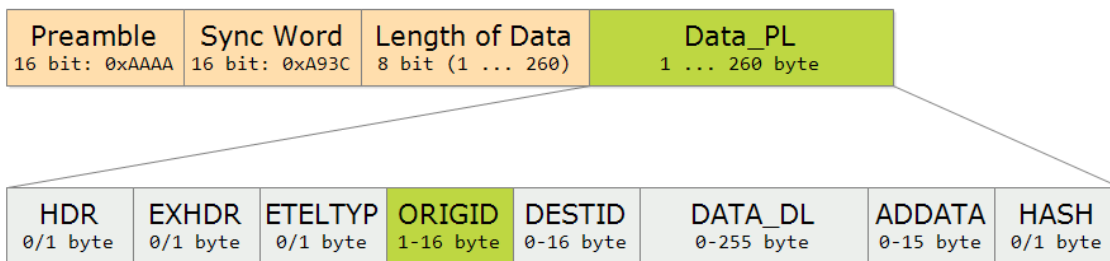 Preamble Sync Word Length of Data Data_PL
16 bit: 0xAAAA 16 bit: 0xA93C 8 bit (1 ... 260) 1 ... 260 byte
HDR EXHDR ETELTYP ORIGID DESTID DATA_DL ADDATA HASH
0/1 byte 0/1 byte 0/1 byte 1-16 byte 0-16 byte 0-255 byte 0-15 byte 0/1 byte